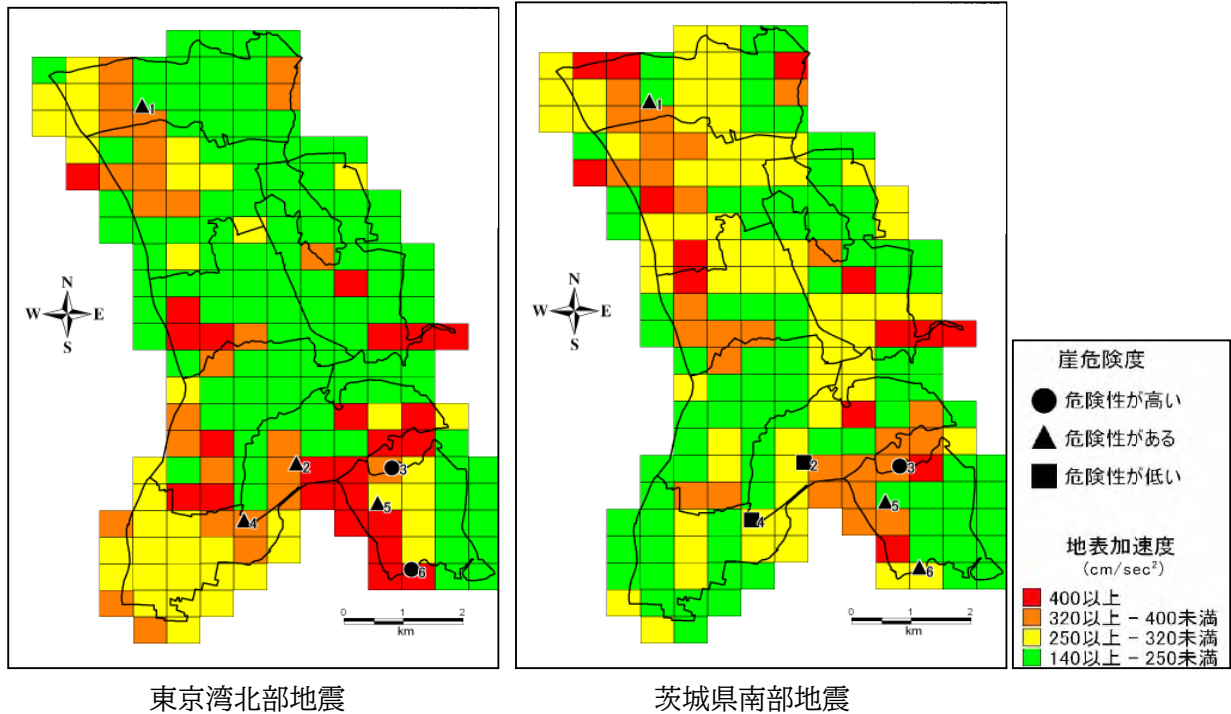 N
W E
S
1
2
3
4
5
6
0 1 2
km
N
W E
S
1
2
3
4
5
6
0 1 2
km
崖危険度
危険性が高い
危険性がある
危険性が低い
地表加速度
(cm/sec²)
400以上
320以上 - 400未満
250以上 - 320未満
140以上 - 250未満
東京湾北部地震
茨城県南部地震